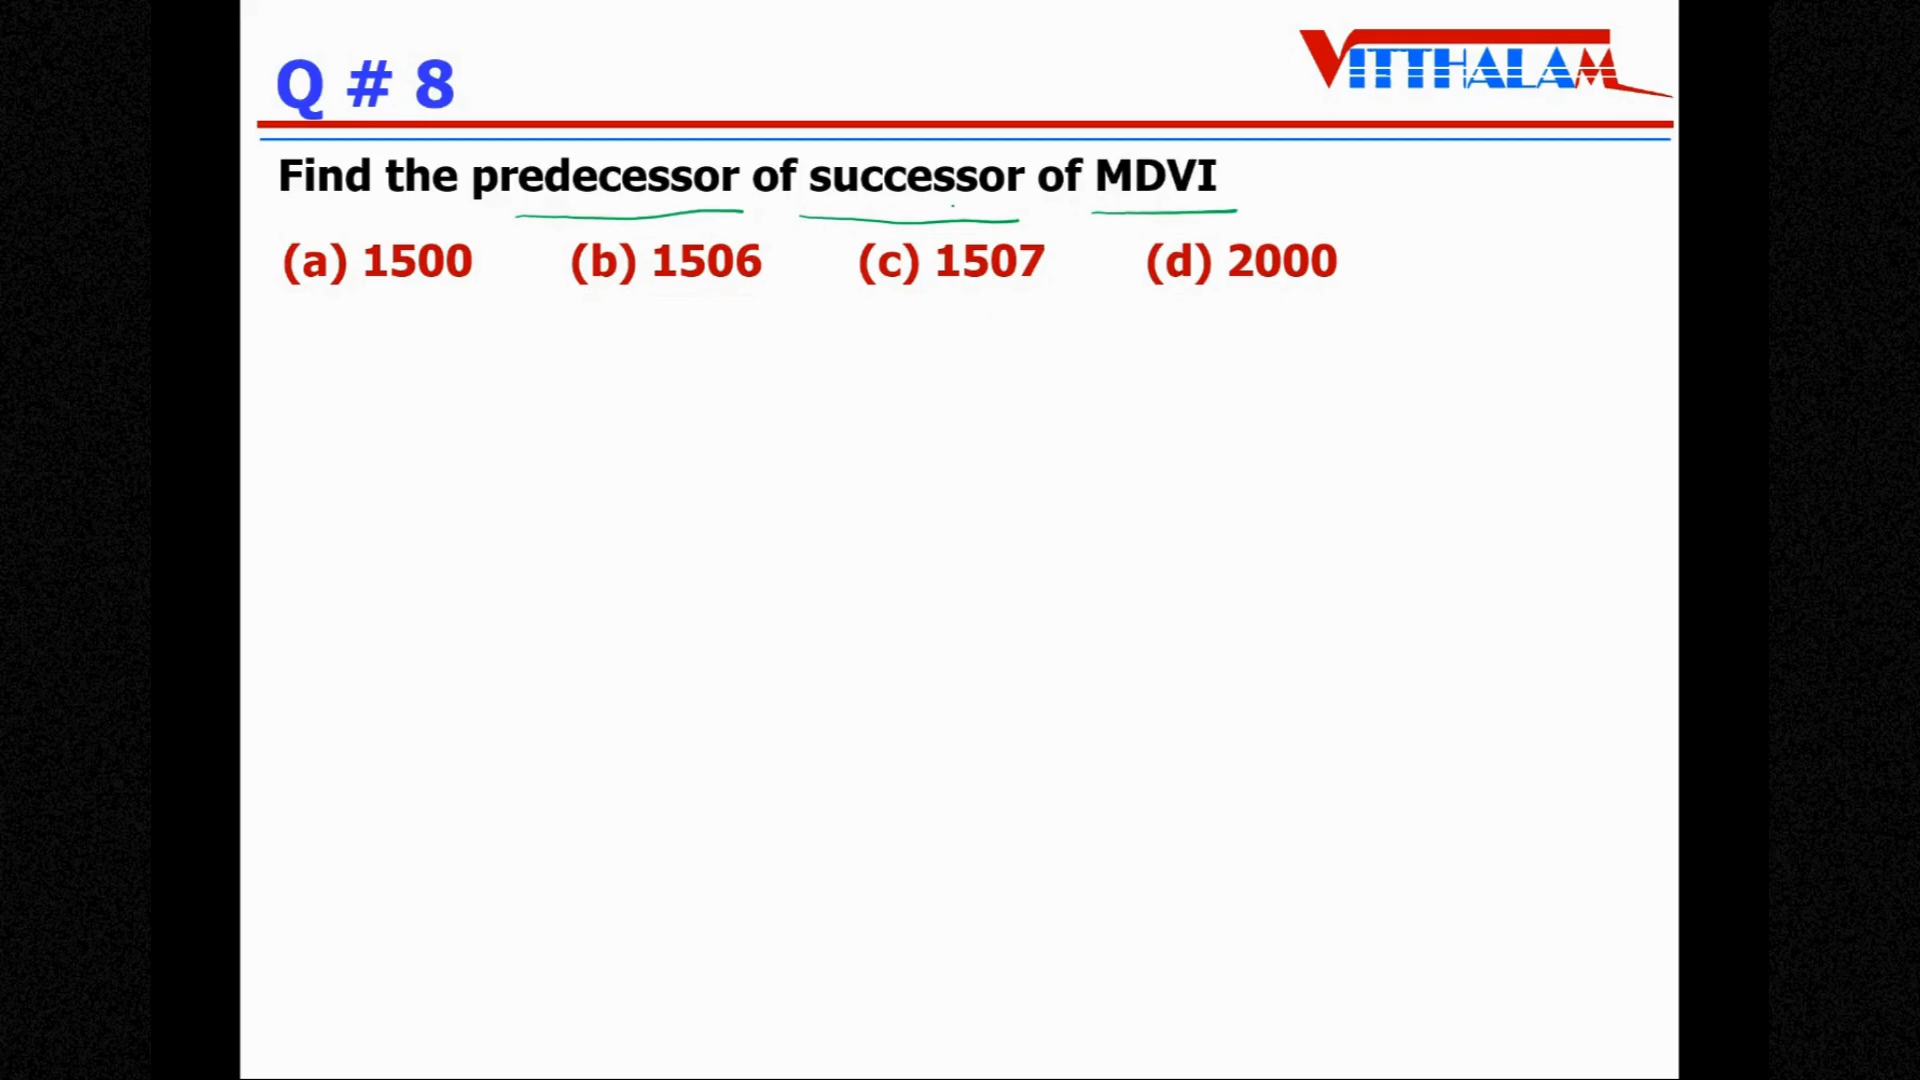 Q # 8
VITTHALAM
Find the predecessor of successor of MDVI
(a) 1500 (b) 1506 (c) 1507 (d) 2000